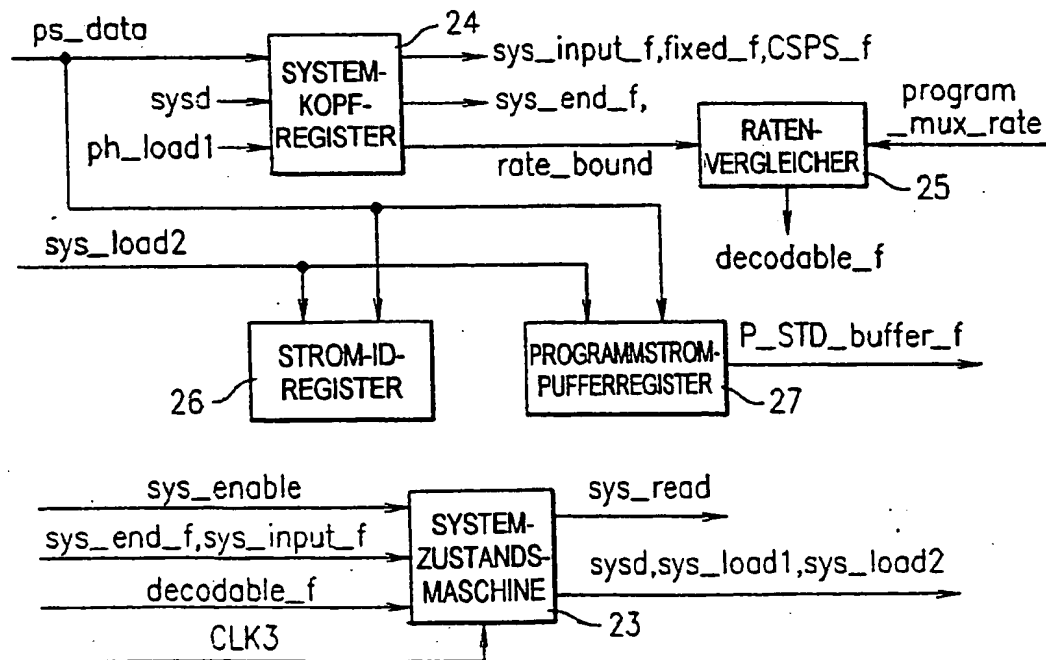 ps_data
24
sys_input_f,fixed_f,CSPS_f
SYSTEM-
KOPF-
REGISTER
sysd
sys_end_f,
ph_load1
rate_bound
RATEN-
VERGLEICHER
program
_mux_rate
25
decodable_f
sys_load2
STROM-ID-
REGISTER
26
PROGRAMMSTROM-
PUFFERREGISTER
27
P_STD_buffer_f
sys_enable
sys_end_f,sys_input_f
decodable_f
CLK3
SYSTEM-
ZUSTANDS-
MASCHINE
23
sys_read
sysd,sys_load1,sys_load2